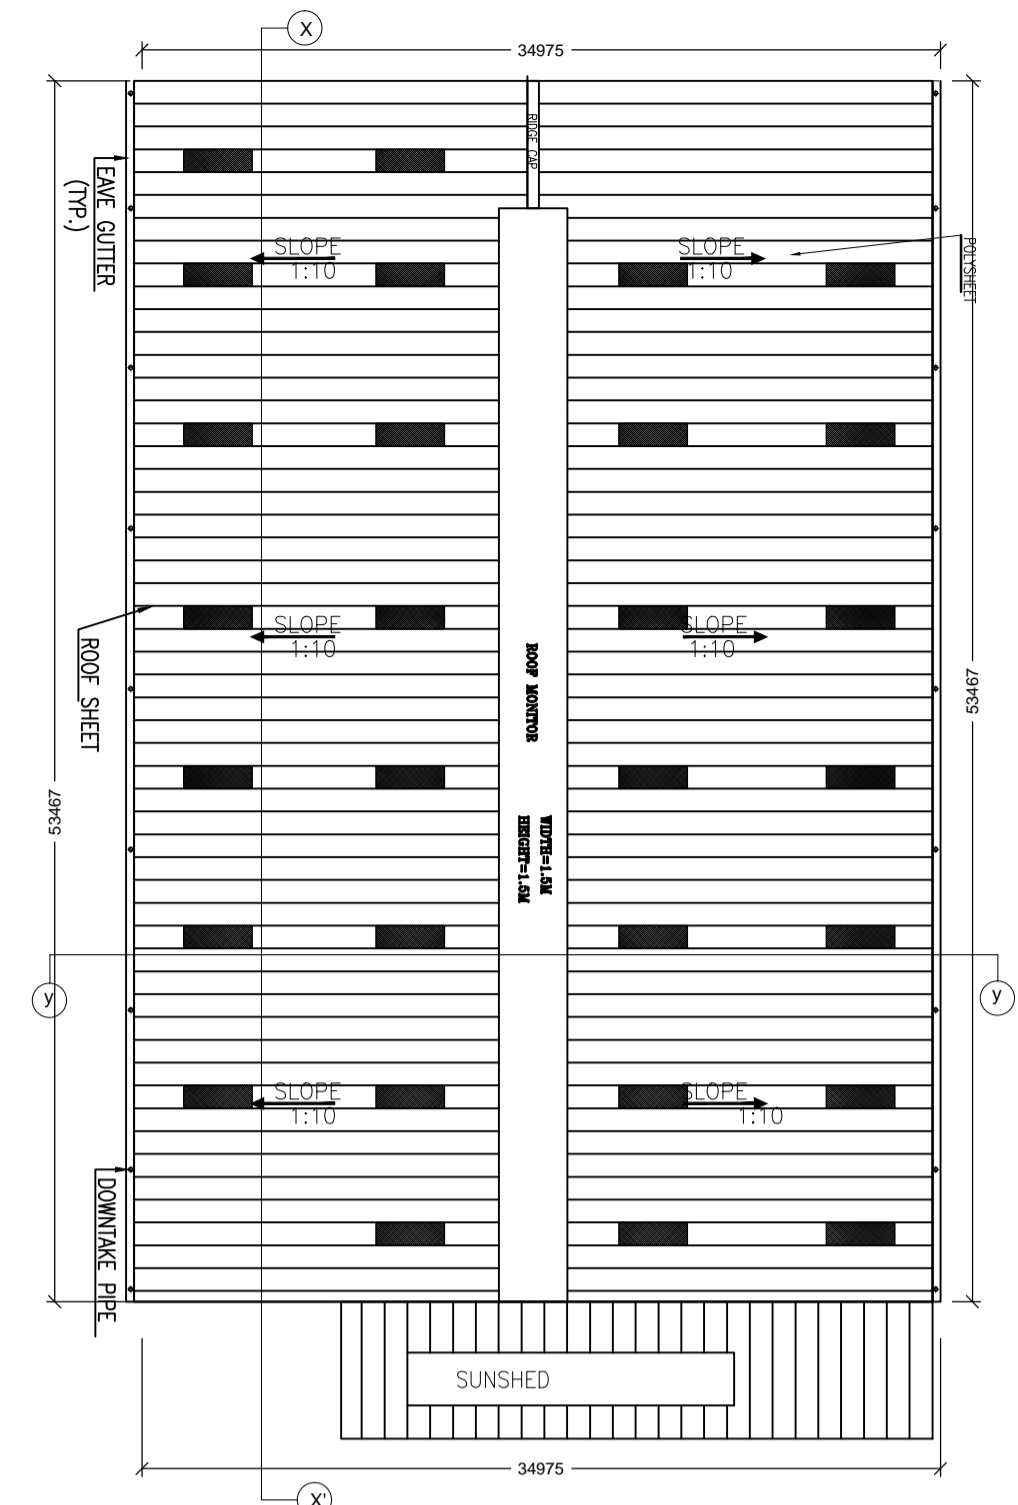 X
34975
RIDGE CAP
EAVE GUTTER
(TYP.)
SLOPE
1:10
SLOPE
1:10
POLYSHEET
SLOPE
1:10
SLOPE
1:10
ROOF SHEET
ROOF MONITOR
53467
53467
WIDTH=1.5M
HEIGHT=1.5M
y
y
SLOPE
1:10
SLOPE
1:10
DOWNTAKE PIPE
SUNSHED
34975
X'